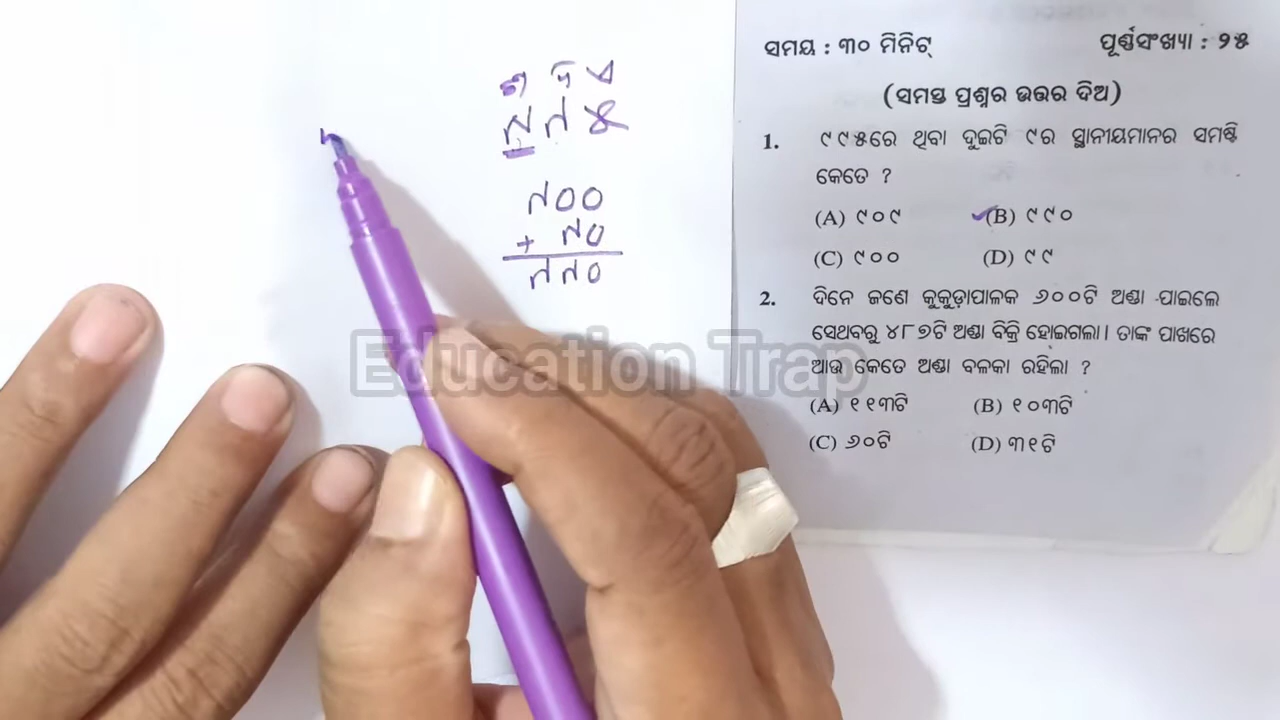 ଶ ଦ ଏ
୯୯୫
୯୦୦
+ ୯୦
୯୯୦
ସମୟ : ୩୦ ମିନିଟ୍ ପୂର୍ଣ୍ଣସଂଖ୍ୟା : ୨୫
(ସମସ୍ତ ପ୍ରଶ୍ନର ଉତ୍ତର ଦିଅ)
1. ୯୯୫ରେ ଥିବା ଦୁଇଟି ୯ର ସ୍ଥାନୀୟମାନର ସମଷ୍ଟି
କେତେ ?
(A) ୯୦୯ (B) ୯୯୦
(C) ୯୦୦ (D) ୯୯
2. ଦିନେ ଜଣେ କୁକୁଡ଼ାପାଳକ ୬୦୦ଟି ଅଣ୍ଡା ପାଇଲେ
ସେଥବରୁ ୪୮୭ଟି ଅଣ୍ଡା ବିକ୍ରି ହୋଇଗଲା। ତାଙ୍କ ପାଖରେ
ଆଉ କେତେ ଅଣ୍ଡା ବଳକା ରହିଲା ?
(A) ୧୧୩ଟି (B) ୧୦୩ଟି
(C) ୬୦ଟି (D) ୩୧ଟି
Education Trap